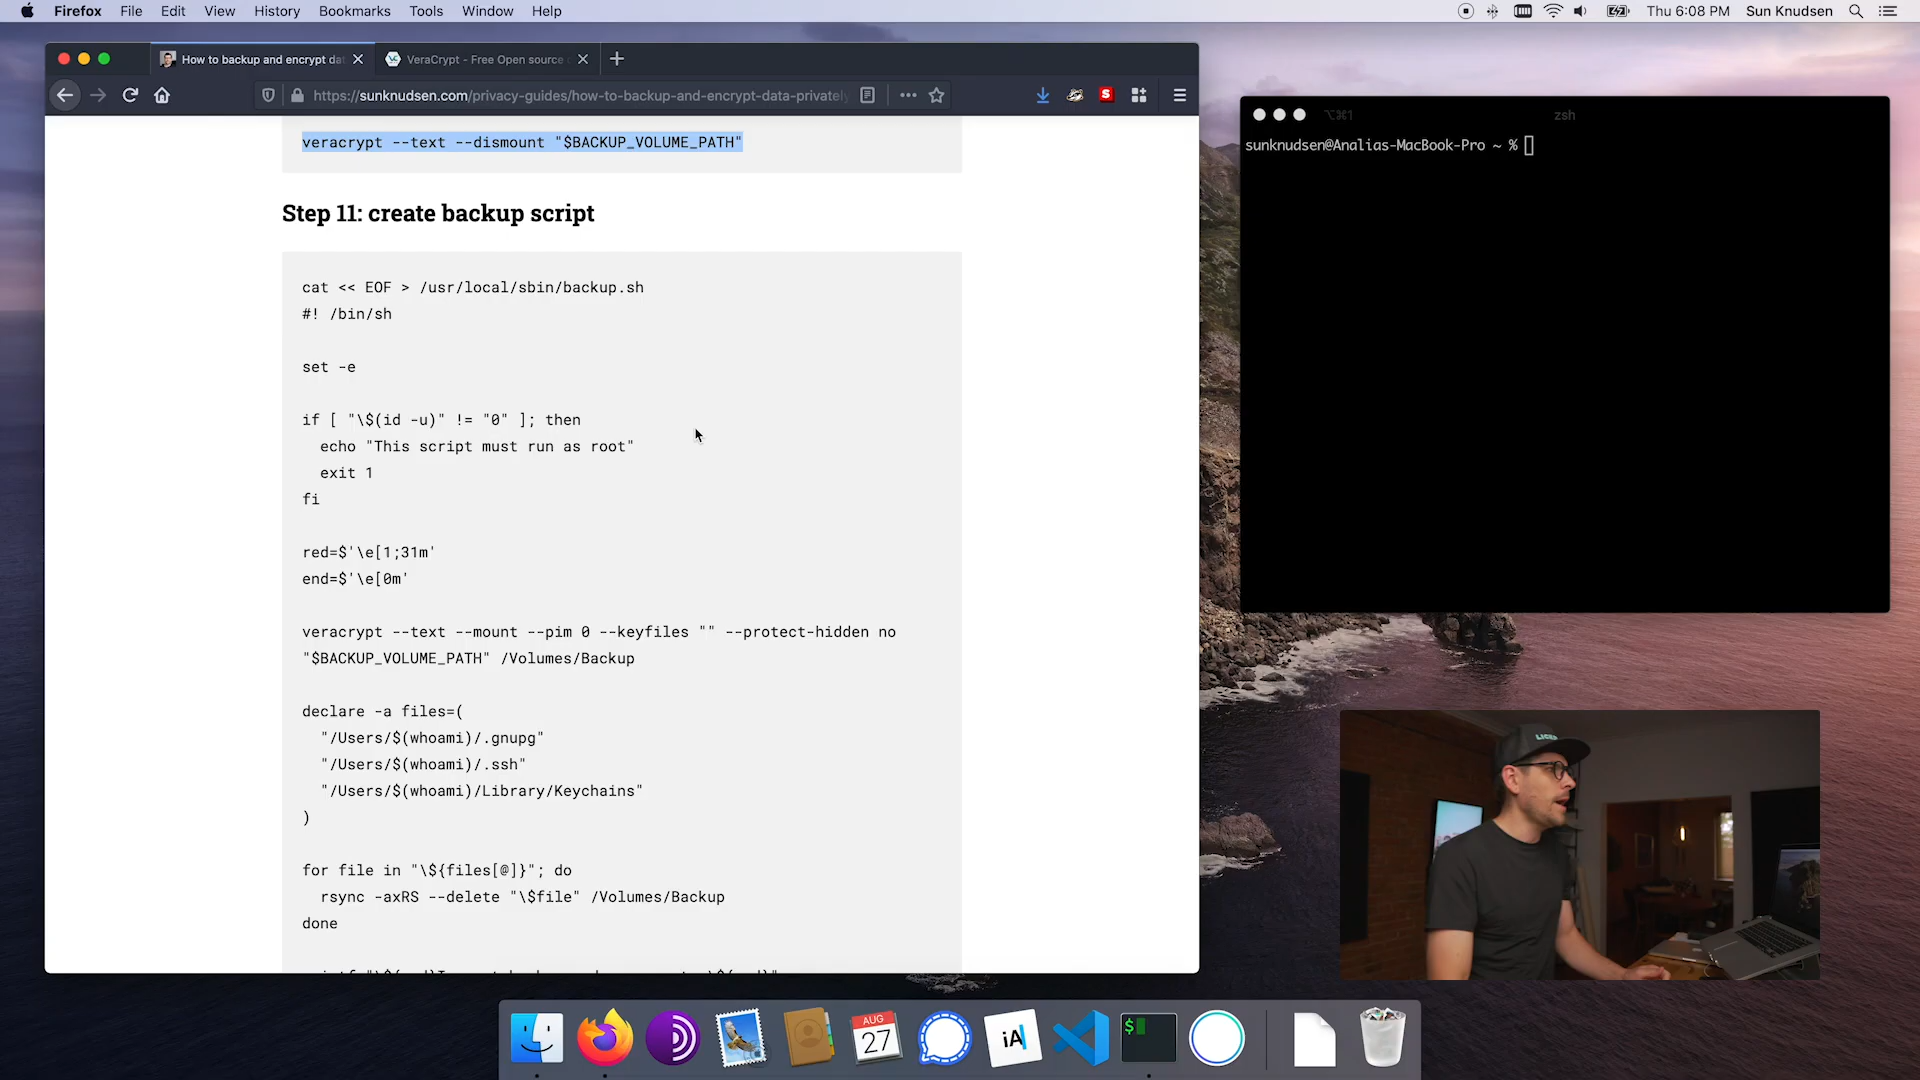 Firefox File Edit View History Bookmarks Tools Window Help
Thu 6:08 PM Sun Knudsen
How to backup and encrypt dat
VeraCrypt - Free Open source
https://sunknudsen.com/privacy-guides/how-to-backup-and-encrypt-data-privately
S
veracrypt --text --dismount "$BACKUP_VOLUME_PATH"
Step 11: create backup script
cat << EOF > /usr/local/sbin/backup.sh
#! /bin/sh
set -e
if [ "\$(id -u)" != "0" ]; then
echo "This script must run as root"
exit 1
fi
red=$'\e[1;31m'
end=$'\e[0m'
veracrypt --text --mount --pim 0 --keyfiles "" --protect-hidden no
"$BACKUP_VOLUME_PATH" /Volumes/Backup
declare -a files=(
"/Users/$(whoami)/.gnupg"
"/Users/$(whoami)/.ssh"
"/Users/$(whoami)/Library/Keychains"
)
for file in "\${files[@]}"; do
rsync -axRS --delete "\$file" /Volumes/Backup
done
⌥⌘1 zsh
sunknudsen@Analias-MacBook-Pro ~ %
AUG
27
iA
$